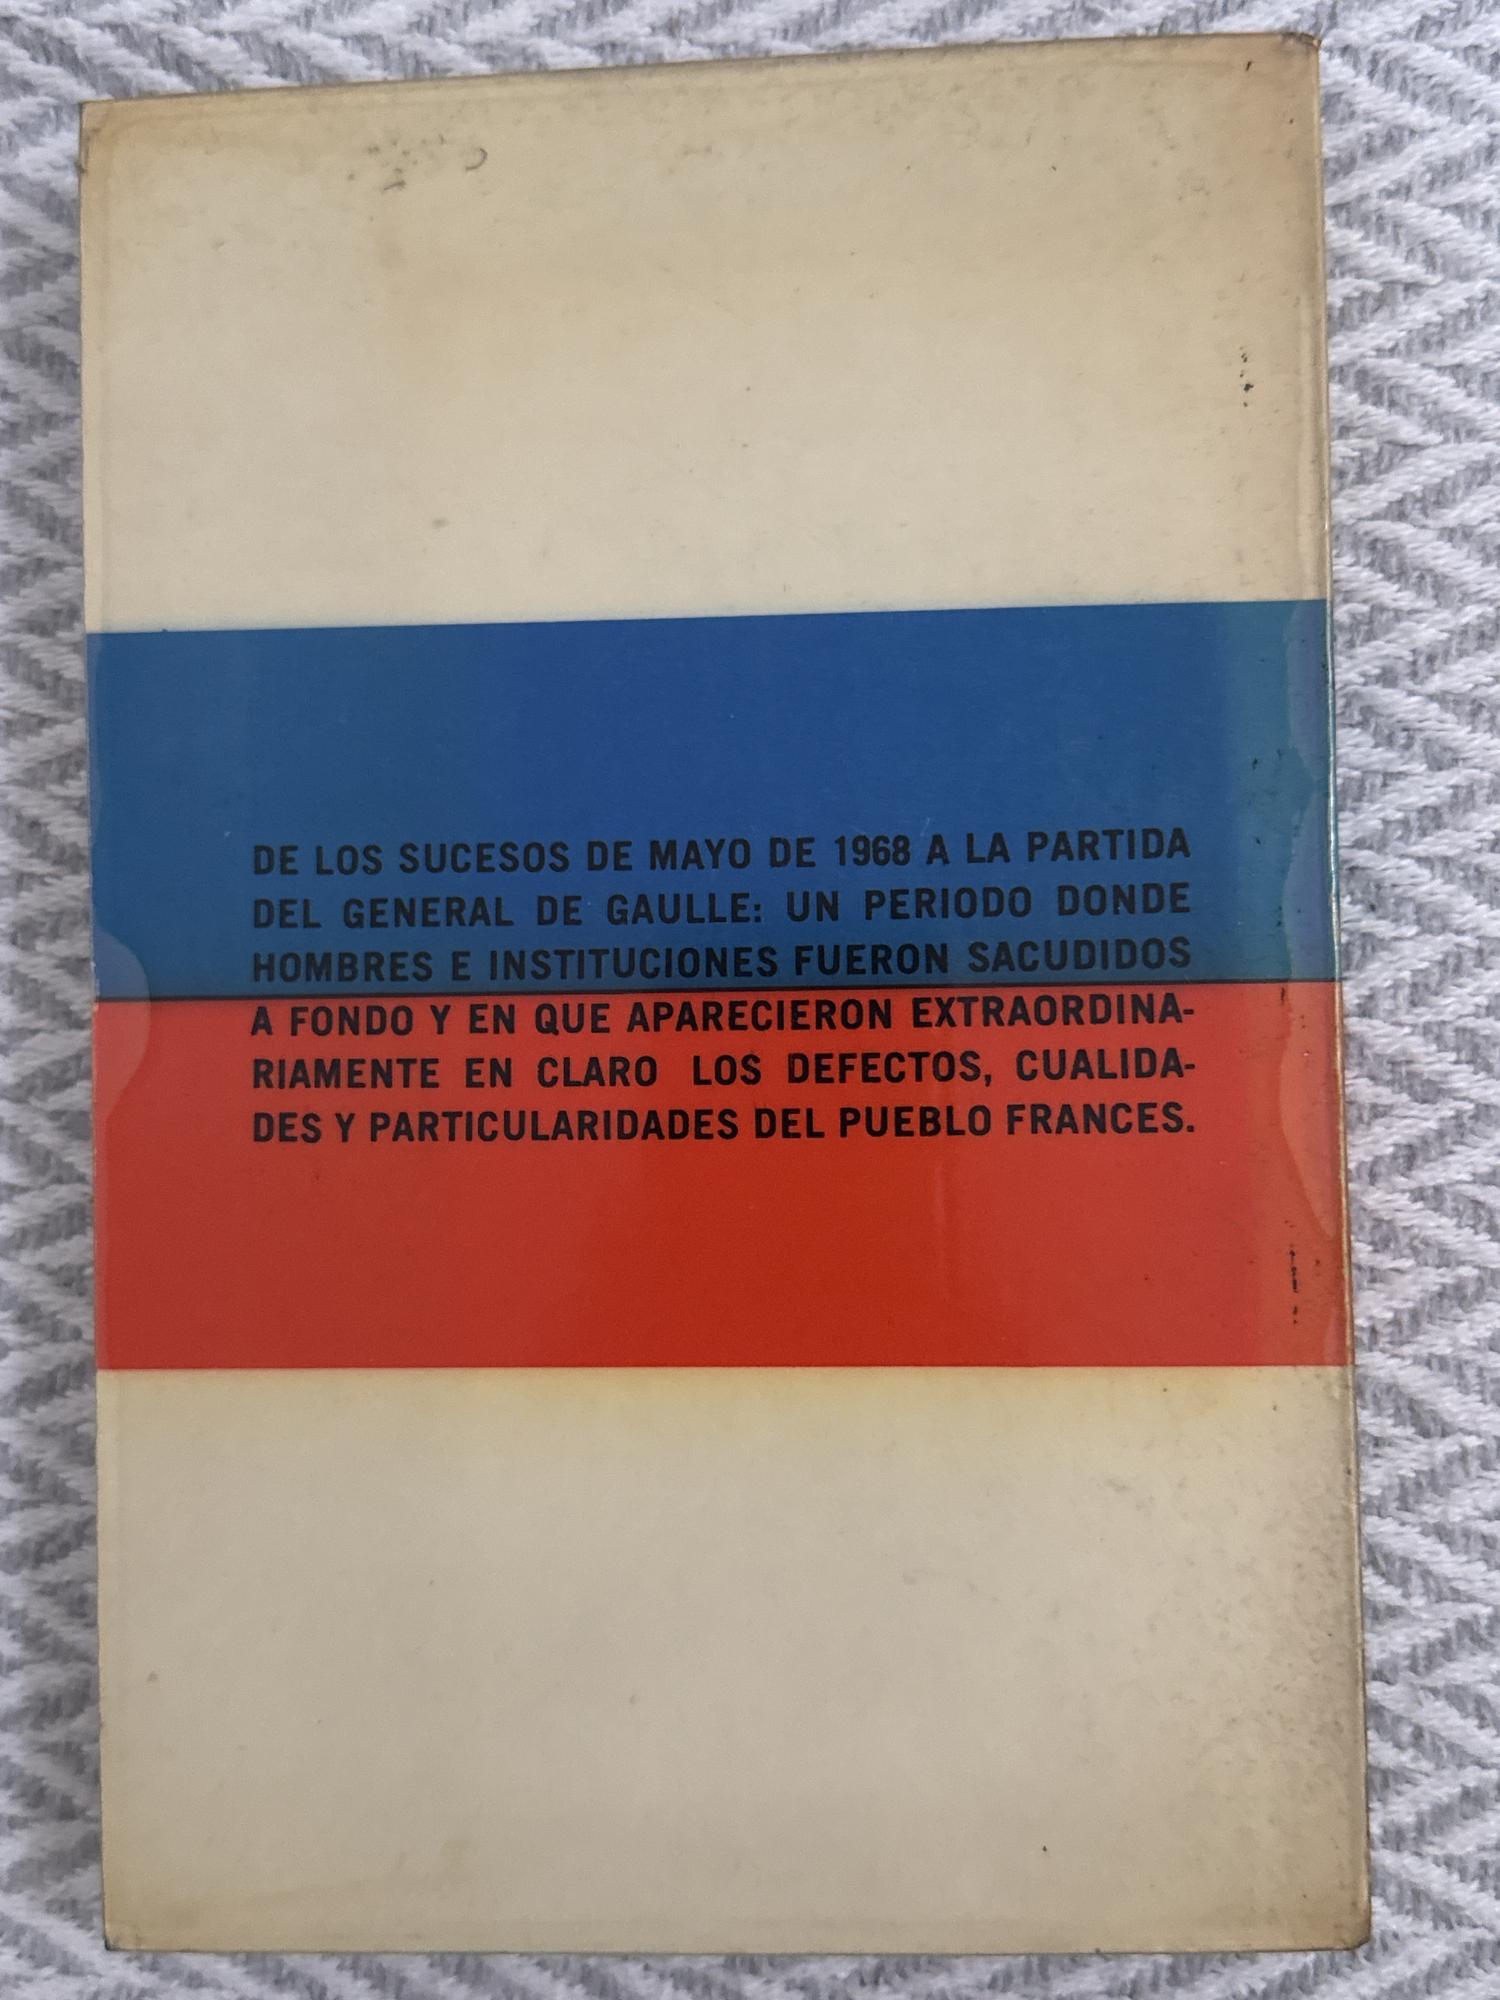 DE LOS SUCESOS DE MAYO DE 1968 A LA PARTIDA
DEL GENERAL DE GAULLE: UN PERIODO DONDE
HOMBRES E INSTITUCIONES FUERON SACUDIDOS
A FONDO Y EN QUE APARECIERON EXTRAORDINA-
RIAMENTE EN CLARO LOS DEFECTOS, CUALIDA-
DES Y PARTICULARIDADES DEL PUEBLO FRANCES.